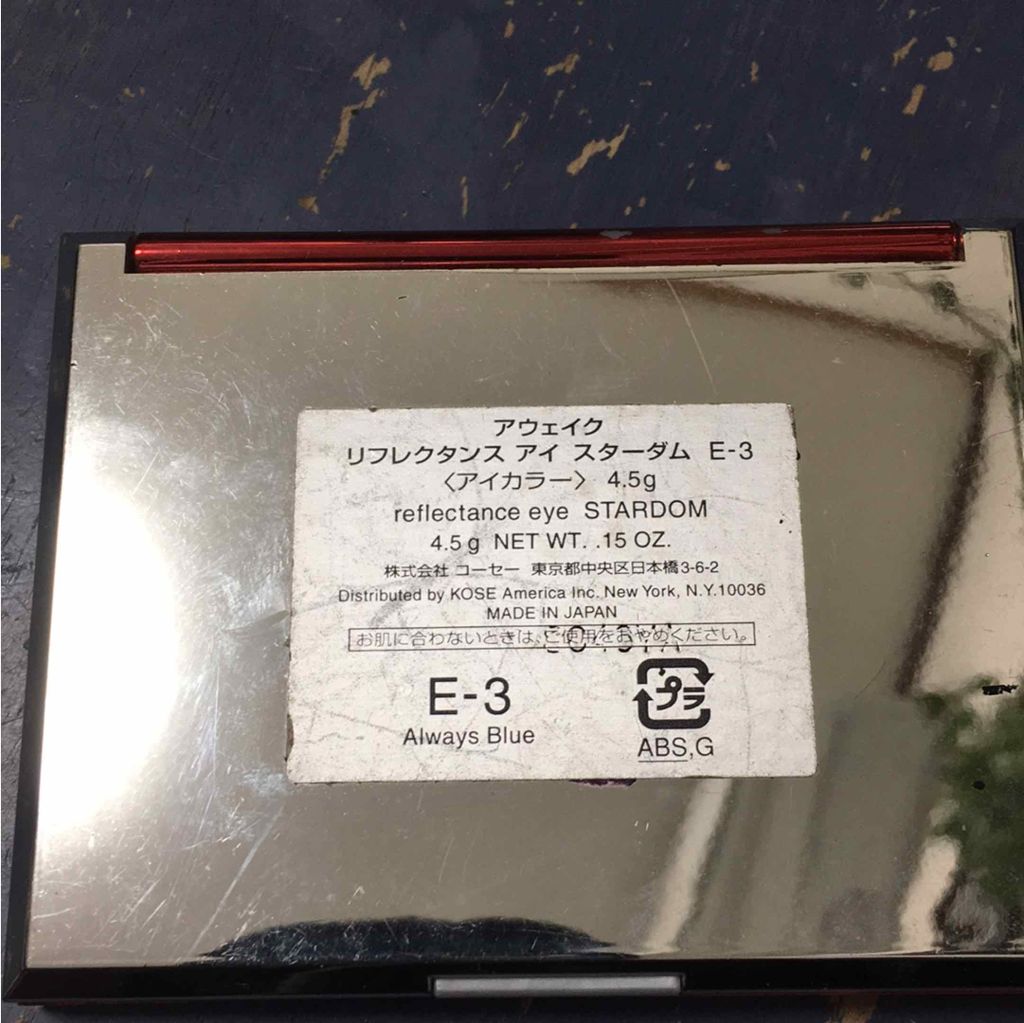 アウェイク
リフレクタンス アイ スターダム E-3
〈アイカラー〉 4.5g
reflectance eye STARDOM
4.5 g NET WT. .15 OZ.
株式会社 コーセー 東京都中央区日本橋3-6-2
Distributed by KOSE America Inc. New York, N.Y.10036
MADE IN JAPAN
お肌に合わないときは、ご使用をおやめください。
E-3
Always Blue
プラ
ABS,G